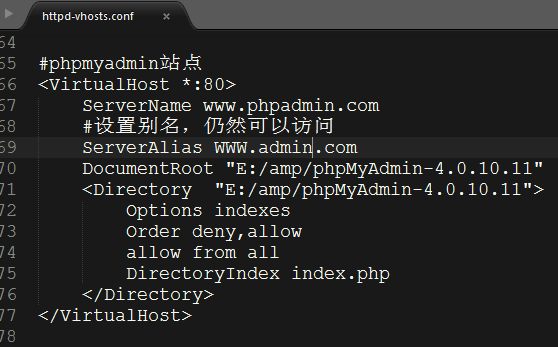 httpd-vhosts.conf
64
65 #phpmyadmin站点
66 <VirtualHost *:80>
67 ServerName www.phpadmin.com
68 #设置别名，仍然可以访问
69 ServerAlias WWW.admin.com
70 DocumentRoot "E:/amp/phpMyAdmin-4.0.10.11"
71 <Directory  "E:/amp/phpMyAdmin-4.0.10.11">
72 Options indexes
73 Order deny,allow
74 allow from all
75 DirectoryIndex index.php
76 </Directory>
77 </VirtualHost>
78